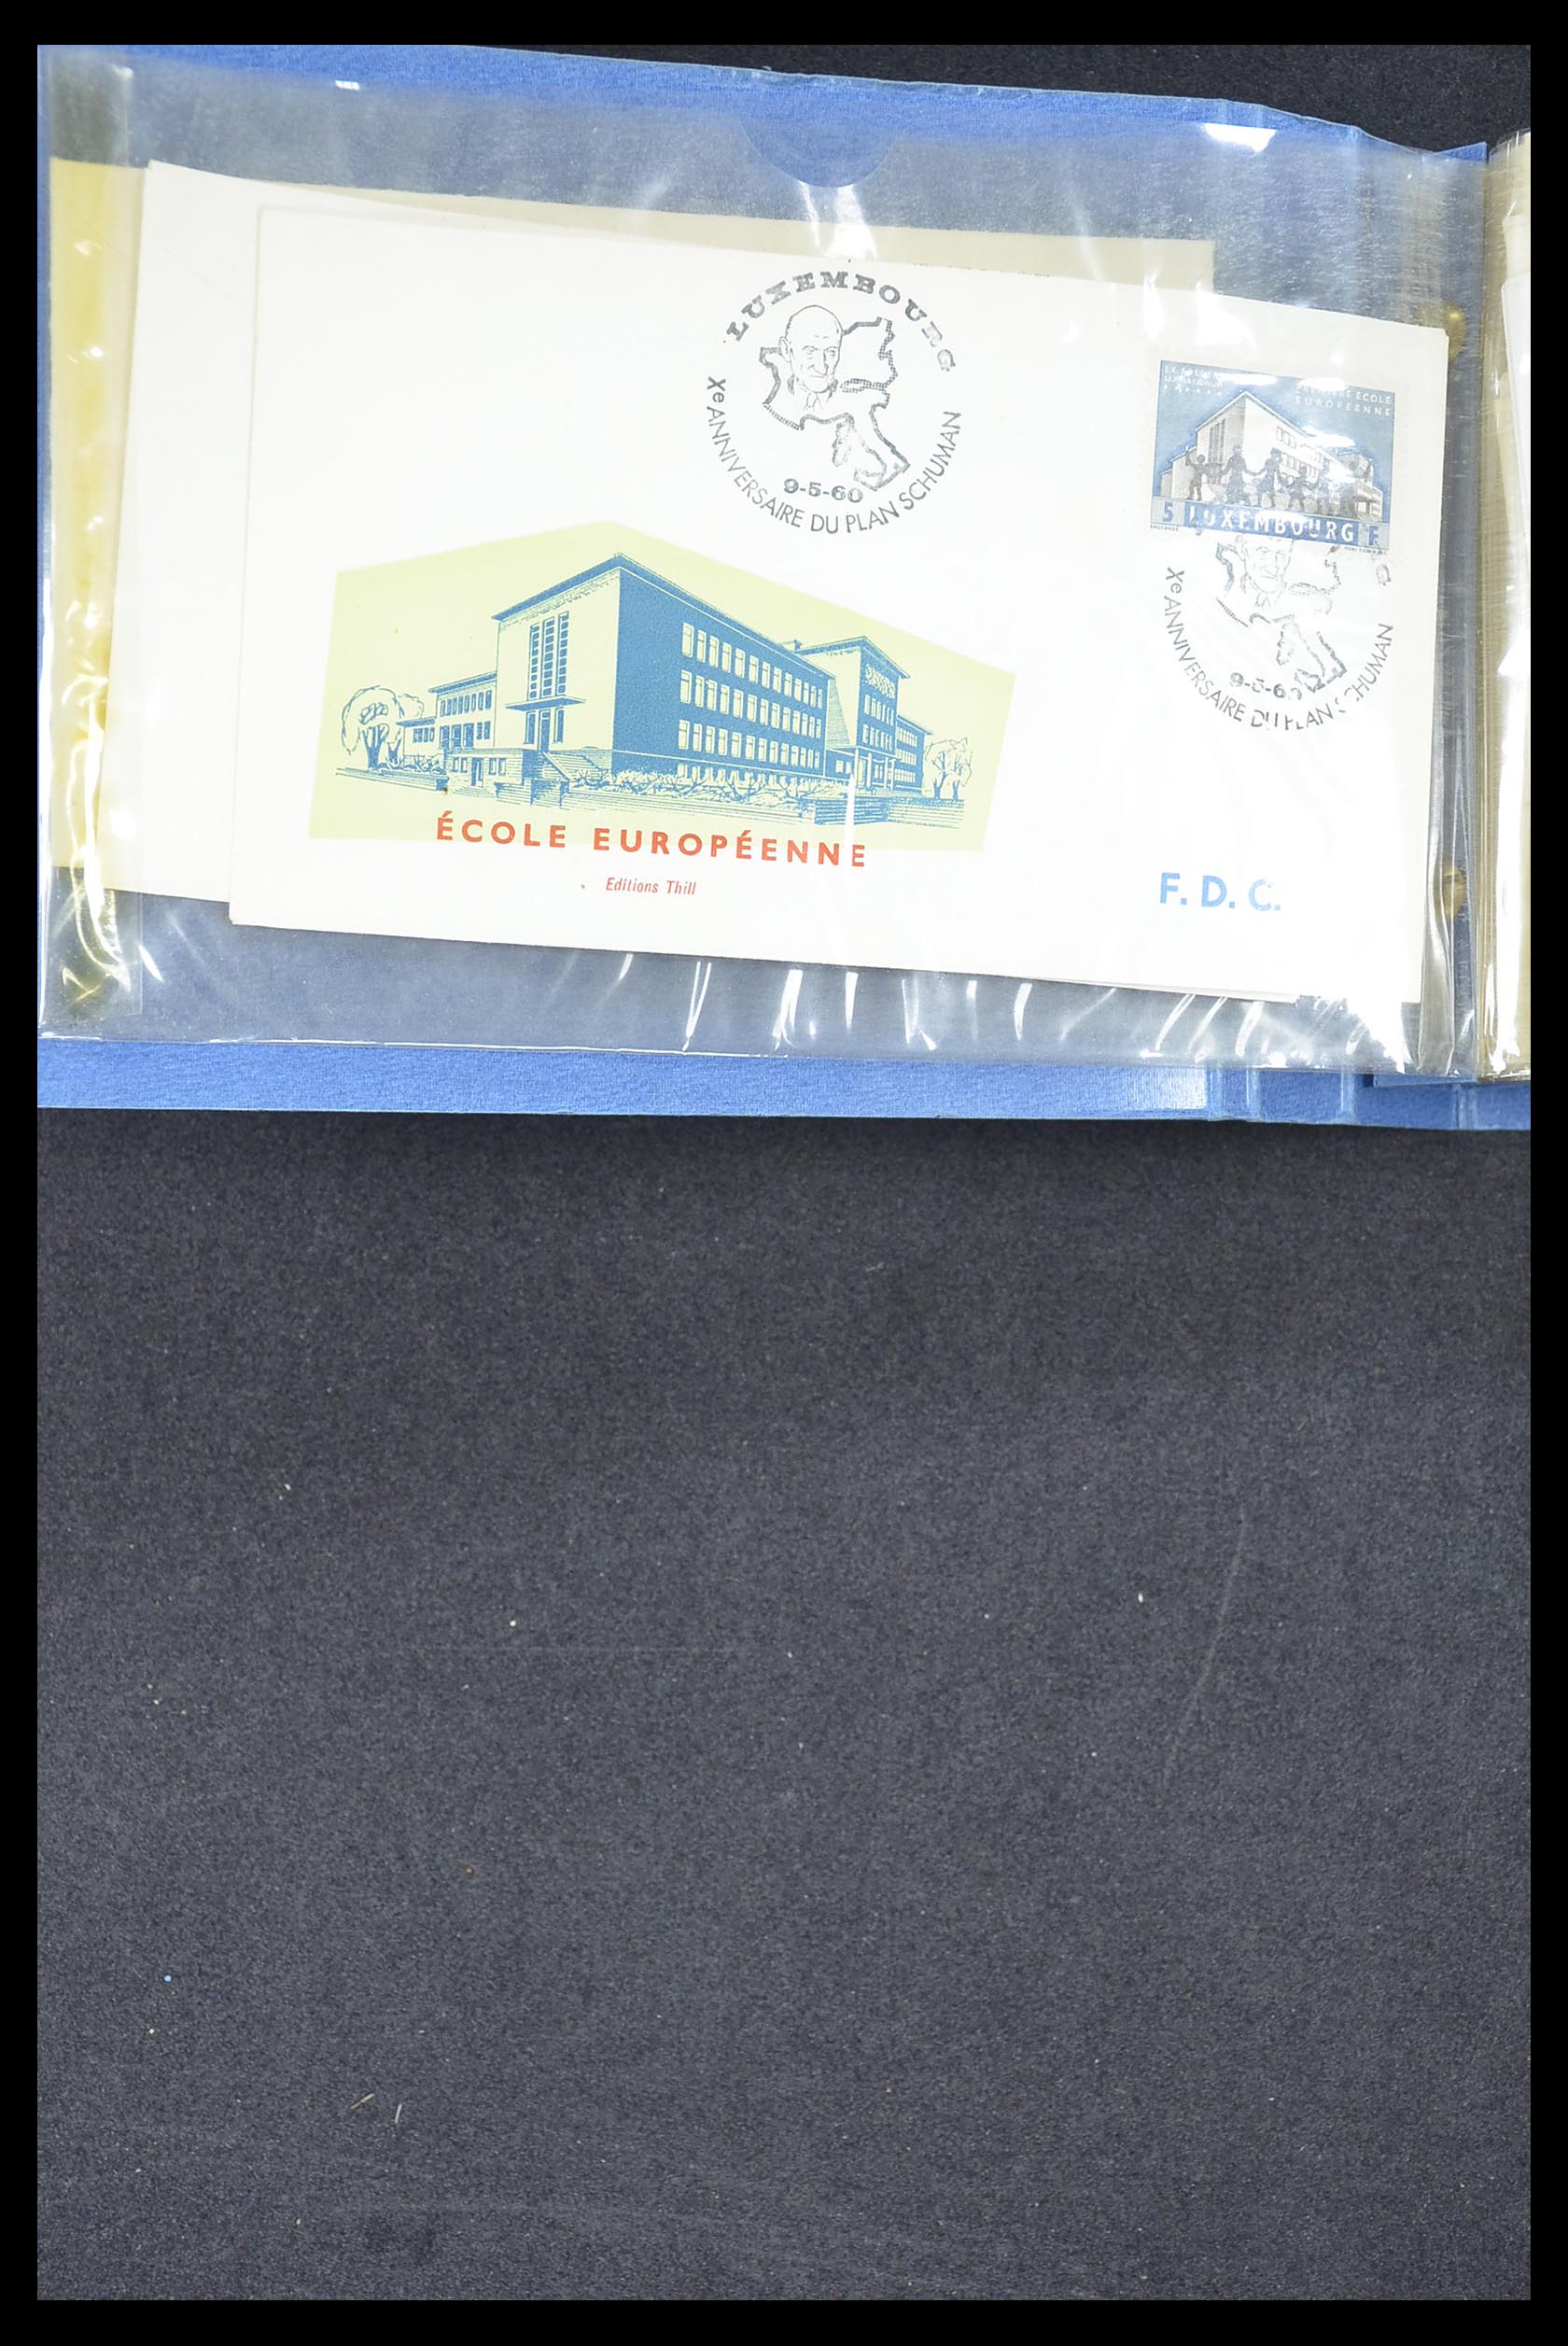 LUXEMBOURG
Xe ANNIVERSAIRE DU PLAN SCHUMAN
9-5-60
ÉCOLE
EUROPÉENNE
5 LUXEMBOURG F
Xe ANNIVERSAIRE DU PLAN SCHUMAN
ÉCOLE EUROPÉENNE
Editions Thill
F. D. C.